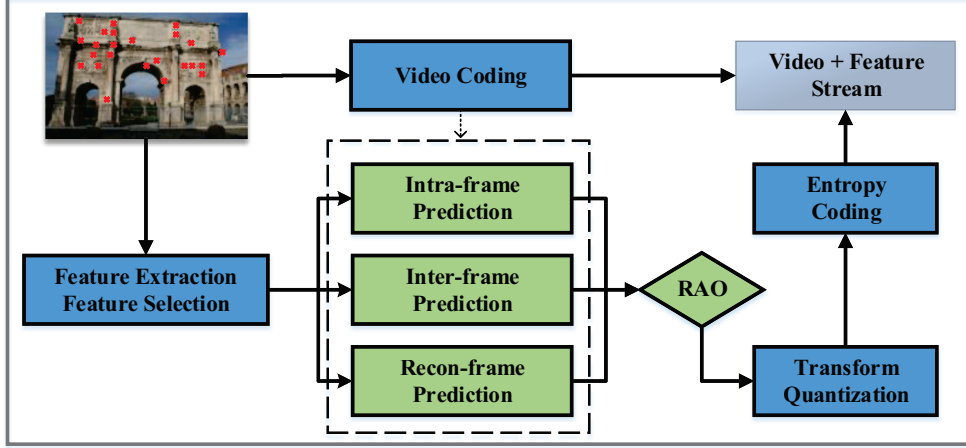 Video Coding
Video + Feature
Stream
Intra-frame
Prediction
Entropy
Coding
Feature Extraction
Feature Selection
Inter-frame
Prediction
RAO
Recon-frame
Prediction
Transform
Quantization